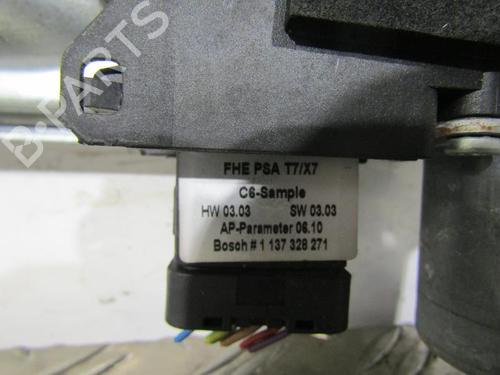 B-PARTS
FHE PSA T7/X7
C6-Sample
HW 03.03 SW 03.03
AP-Parameter 06.10
Bosch # 1 137 328 271